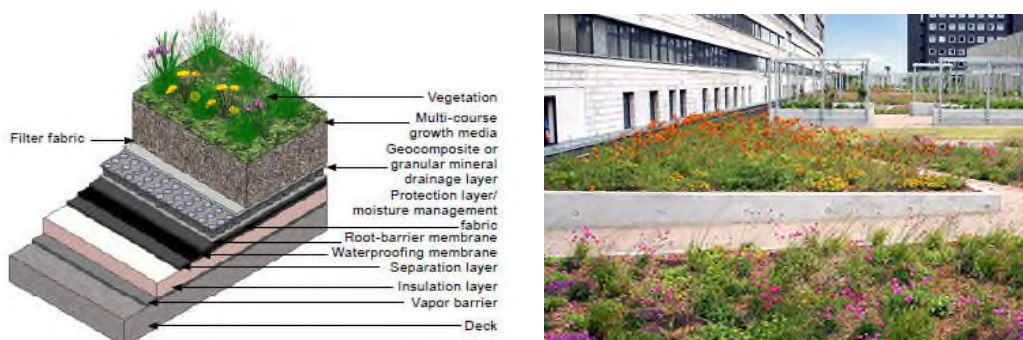 Vegetation
Multi-course
growth media
Filter fabric
Geocomposite or
granular mineral
drainage layer
Protection layer/
moisture management
fabric
Root-barrier membrane
Waterproofing membrane
Separation layer
Insulation layer
Vapor barrier
Deck